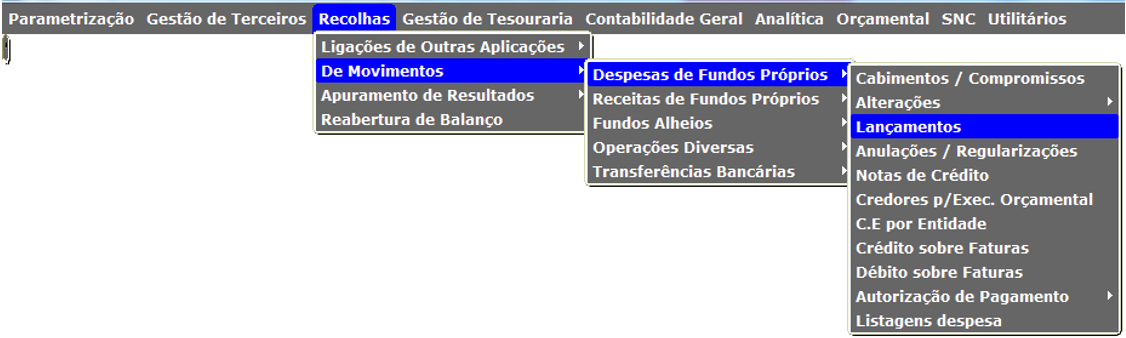 Parametrização Gestão de Terceiros Recolhas Gestão de Tesouraria Contabilidade Geral Analítica Orçamental SNC Utilitários
Ligações de Outras Aplicações
De Movimentos
Apuramento de Resultados
Reabertura de Balanço
Despesas de Fundos Próprios
Receitas de Fundos Próprios
Fundos Alheios
Operações Diversas
Transferências Bancárias
Cabimentos / Compromissos
Alterações
Lançamentos
Anulações / Regularizações
Notas de Crédito
Credores p/Exec. Orçamental
C.E por Entidade
Crédito sobre Faturas
Débito sobre Faturas
Autorização de Pagamento
Listagens despesa